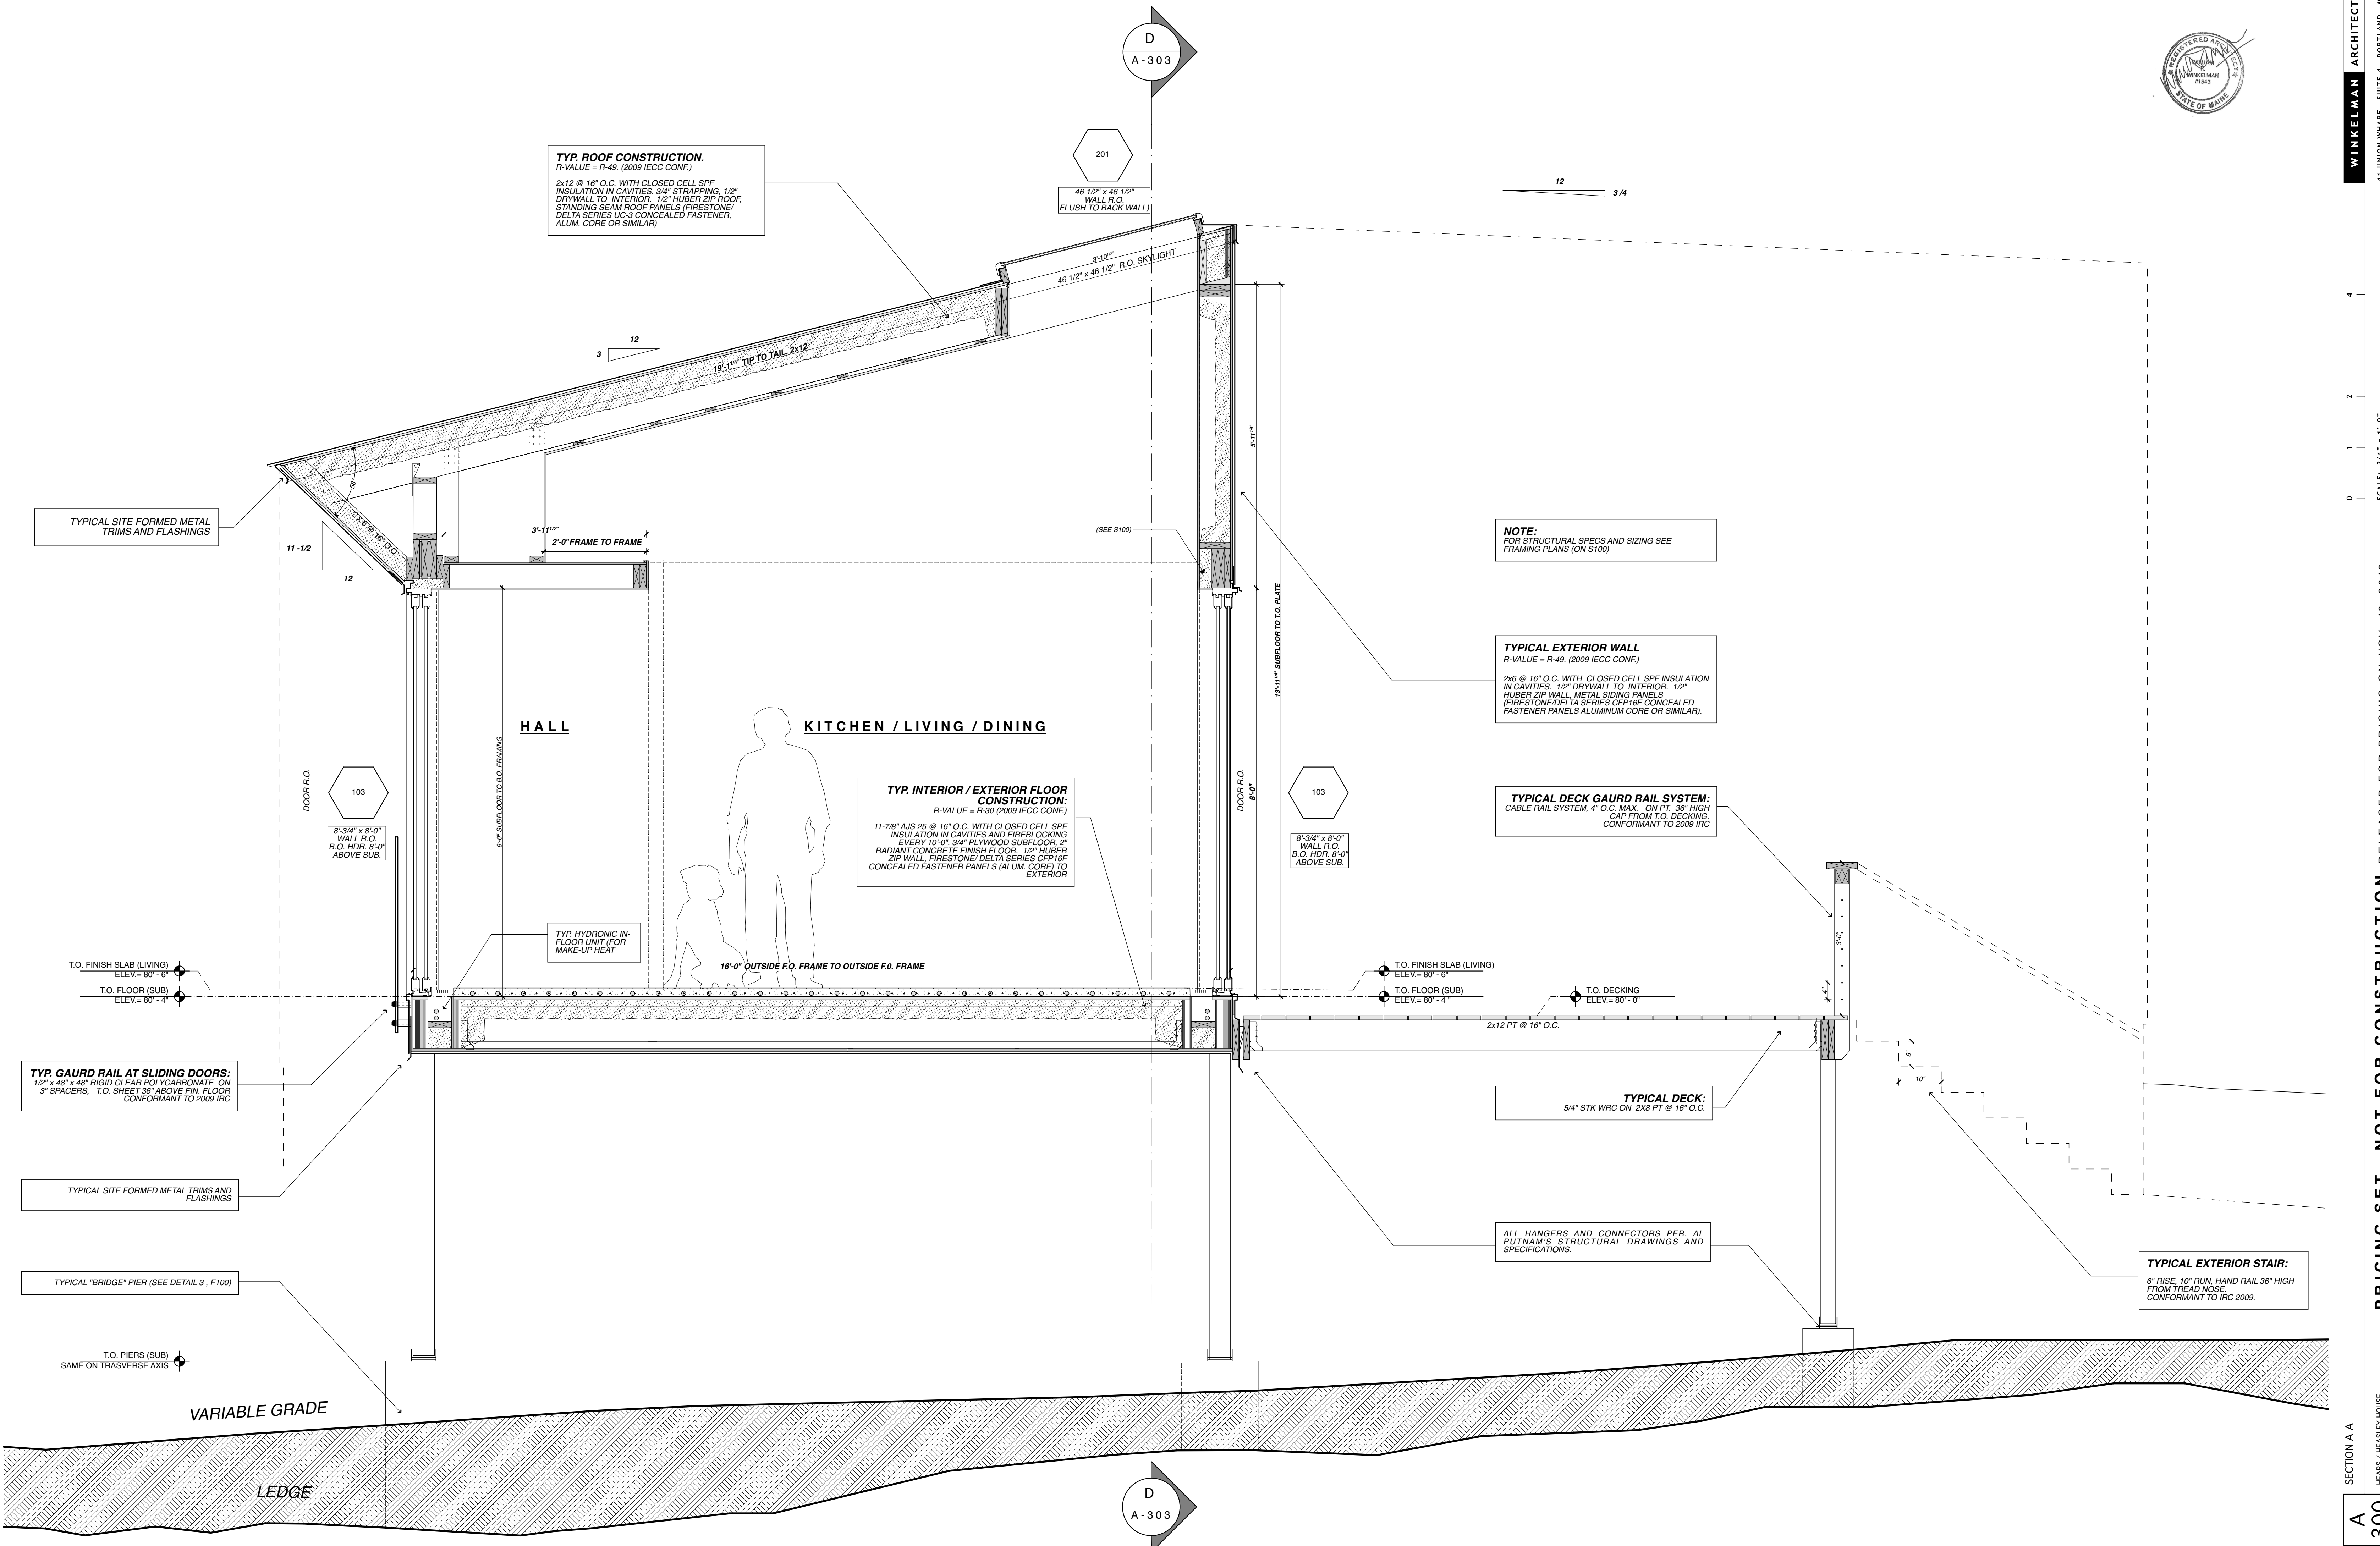 D
A-303
REGISTERED ARCHITECT
WINKELMAN
#1543
STATE OF MAINE
WINKELMAN ARCHITECT
TYP. ROOF CONSTRUCTION.
R-VALUE = R-49. (2009 IECC CONF.)
2x12 @ 16" O.C. WITH CLOSED CELL SPF
INSULATION IN CAVITIES. 3/4" STRAPPING, 1/2"
DRYWALL TO INTERIOR. 1/2" HUBER ZIP ROOF,
STANDING SEAM ROOF PANELS (FIRESTONE/
DELTA SERIES UC-3 CONCEALED FASTENER,
ALUM. CORE OR SIMILAR)
201
46 1/2" x 46 1/2"
WALL R.O.
FLUSH TO BACK WALL)
12
3 /4
3'-10 1/2"
46 1/2" x 46 1/2" R.O. SKYLIGHT
12
3
19'-1 1/4" TIP TO TAIL, 2x12
58°
2 x 6 @ 16" O.C.
TYPICAL SITE FORMED METAL
TRIMS AND FLASHINGS
11 -1/2
12
3'-11 1/2"
2'-0" FRAME TO FRAME
(SEE S100)
5'-11 1/4"
13'-11 1/4" SUBFLOOR TO T.O. PLATE
NOTE:
FOR STRUCTURAL SPECS AND SIZING SEE
FRAMING PLANS (ON S100)
TYPICAL EXTERIOR WALL
R-VALUE = R-49. (2009 IECC CONF.)
2x6 @ 16" O.C. WITH CLOSED CELL SPF INSULATION
IN CAVITIES. 1/2" DRYWALL TO INTERIOR. 1/2"
HUBER ZIP WALL, METAL SIDING PANELS
(FIRESTONE/DELTA SERIES CFP16F CONCEALED
FASTENER PANELS ALUMINUM CORE OR SIMILAR).
HALL
KITCHEN / LIVING / DINING
8'-0" SUBFLOOR TO B.O. FRAMING
DOOR R.O.
103
8'-3/4" x 8'-0"
WALL R.O.
B.O. HDR. 8'-0"
ABOVE SUB.
TYP. INTERIOR / EXTERIOR FLOOR
CONSTRUCTION:
R-VALUE = R-30 (2009 IECC CONF.)
11-7/8" AJS 25 @ 16" O.C. WITH CLOSED CELL SPF
INSULATION IN CAVITIES AND FIREBLOCKING
EVERY 10'-0". 3/4" PLYWOOD SUBFLOOR, 2"
RADIANT CONCRETE FINISH FLOOR. 1/2" HUBER
ZIP WALL, FIRESTONE/ DELTA SERIES CFP16F
CONCEALED FASTENER PANELS (ALUM. CORE) TO
EXTERIOR
DOOR R.O.
8'-0"
103
8'-3/4" x 8'-0"
WALL R.O.
B.O. HDR. 8'-0"
ABOVE SUB.
TYPICAL DECK GAURD RAIL SYSTEM:
CABLE RAIL SYSTEM, 4" O.C. MAX. ON PT. 36" HIGH
CAP FROM T.O. DECKING.
CONFORMANT TO 2009 IRC
TYP. HYDRONIC IN-
FLOOR UNIT (FOR
MAKE-UP HEAT
16'-0" OUTSIDE F.O. FRAME TO OUTSIDE F.0. FRAME
T.O. FINISH SLAB (LIVING)
ELEV.= 80' - 6"
T.O. FLOOR (SUB)
ELEV.= 80' - 4"
T.O. FINISH SLAB (LIVING)
ELEV.= 80' - 6"
T.O. FLOOR (SUB)
ELEV.= 80' - 4 "
T.O. DECKING
ELEV.= 80' - 0"
2x12 PT @ 16" O.C.
3'-0"
4"
6"
10"
TYP. GAURD RAIL AT SLIDING DOORS:
1/2" x 48" x 48" RIGID CLEAR POLYCARBONATE ON
3" SPACERS, T.O. SHEET 36" ABOVE FIN. FLOOR
CONFORMANT TO 2009 IRC
TYPICAL DECK:
5/4" STK WRC ON 2X8 PT @ 16" O.C.
TYPICAL SITE FORMED METAL TRIMS AND
FLASHINGS
ALL HANGERS AND CONNECTORS PER. AL
PUTNAM'S STRUCTURAL DRAWINGS AND
SPECIFICATIONS.
TYPICAL EXTERIOR STAIR:
6" RISE, 10" RUN, HAND RAIL 36" HIGH
FROM TREAD NOSE.
CONFORMANT TO IRC 2009.
TYPICAL "BRIDGE" PIER (SEE DETAIL 3 , F100)
T.O. PIERS (SUB)
SAME ON TRASVERSE AXIS
VARIABLE GRADE
LEDGE
D
A-303
0 1 2 4
SECTION A A
A
300